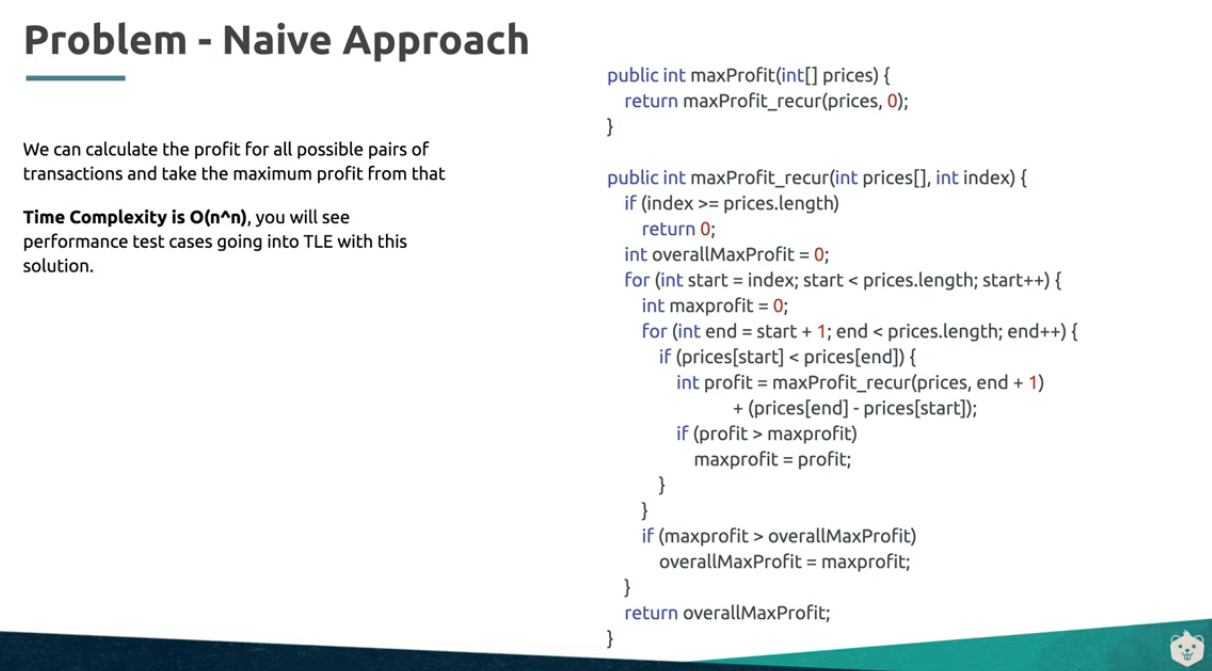 Problem - Naive Approach
We can calculate the profit for all possible pairs of
transactions and take the maximum profit from that
Time Complexity is O(n^n), you will see
performance test cases going into TLE with this
solution.
public int maxProfit(int[] prices) {
return maxProfit_recur(prices, 0);
}
public int maxProfit_recur(int prices[], int index) {
if (index >= prices.length)
return 0;
int overallMaxProfit = 0;
for (int start = index; start < prices.length; start++) {
int maxprofit = 0;
for (int end = start + 1; end < prices.length; end++) {
if (prices[start] < prices[end]) {
int profit = maxProfit_recur(prices, end + 1)
+ (prices[end] - prices[start]);
if (profit > maxprofit)
maxprofit = profit;
}
}
if (maxprofit > overallMaxProfit)
overallMaxProfit = maxprofit;
}
return overallMaxProfit;
}